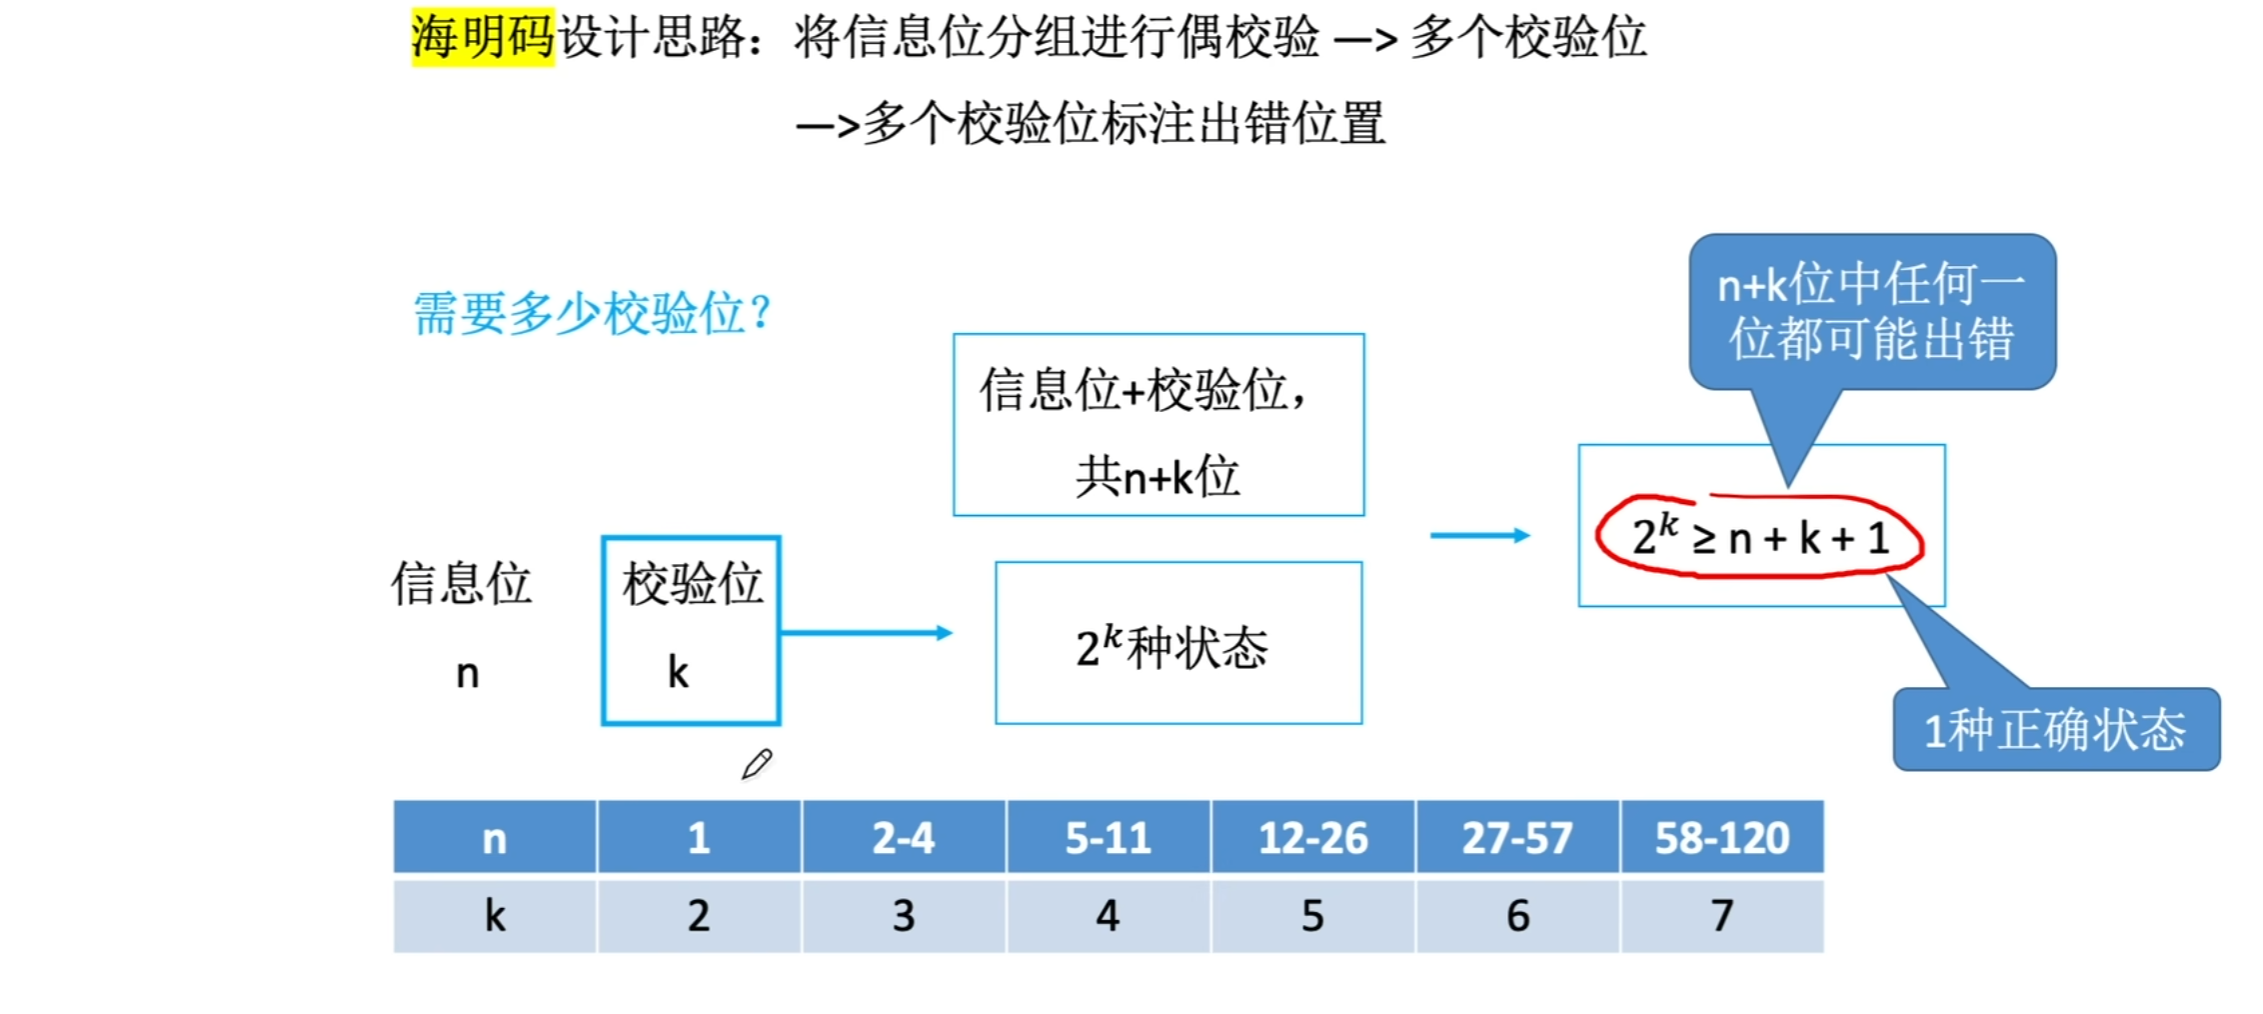 海明码设计思路：将信息位分组进行偶校验 —> 多个校验位
—>多个校验位标注出错位置
需要多少校验位？
n+k位中任何一
位都可能出错
信息位+校验位，
共n+k位
2^k ≥ n + k + 1
信息位 校验位
n k
2^k种状态
1种正确状态
n 1 2-4 5-11 12-26 27-57 58-120
k 2 3 4 5 6 7